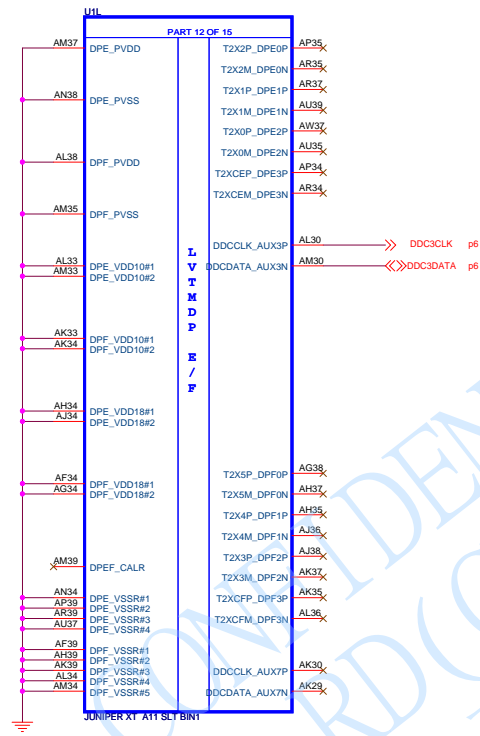 U1L
PART 12 OF 15
AM37 DPE_PVDD T2X2P_DPE0P AP35
T2X2M_DPE0N AR35
T2X1P_DPE1P AR37
AN38 DPE_PVSS T2X1M_DPE1N AU39
T2X0P_DPE2P AW37
T2X0M_DPE2N AU35
AL38 DPF_PVDD T2XCEP_DPE3P AP34
T2XCEM_DPE3N AR34
AM35 DPF_PVSS
DDCCLK_AUX3P AL30 DDC3CLK p6
AL33 DPE_VDD10#1 DDCDATA_AUX3N AM30 DDC3DATA p6
AM33 DPE_VDD10#2
LVTMDP E/F
AK33 DPF_VDD10#1
AK34 DPF_VDD10#2
AH34 DPE_VDD18#1
AJ34 DPE_VDD18#2
AF34 DPF_VDD18#1 T2X5P_DPF0P AG38
AG34 DPF_VDD18#2 T2X5M_DPF0N AH37
T2X4P_DPF1P AH35
T2X4M_DPF1N AJ36
T2X3P_DPF2P AJ38
AM39 DPEF_CALR T2X3M_DPF2N AK37
AN34 DPE_VSSR#1 T2XCFP_DPF3P AK35
AP39 DPE_VSSR#2
AR39 DPE_VSSR#3 T2XCFM_DPF3N AL36
AU37 DPE_VSSR#4
AF39 DPF_VSSR#1
AH39 DPF_VSSR#2
AK39 DPF_VSSR#3 DDCCLK_AUX7P AK30
AL34 DPF_VSSR#4
AM34 DPF_VSSR#5 DDCDATA_AUX7N AK29
JUNIPER XT A11 SLT BIN1